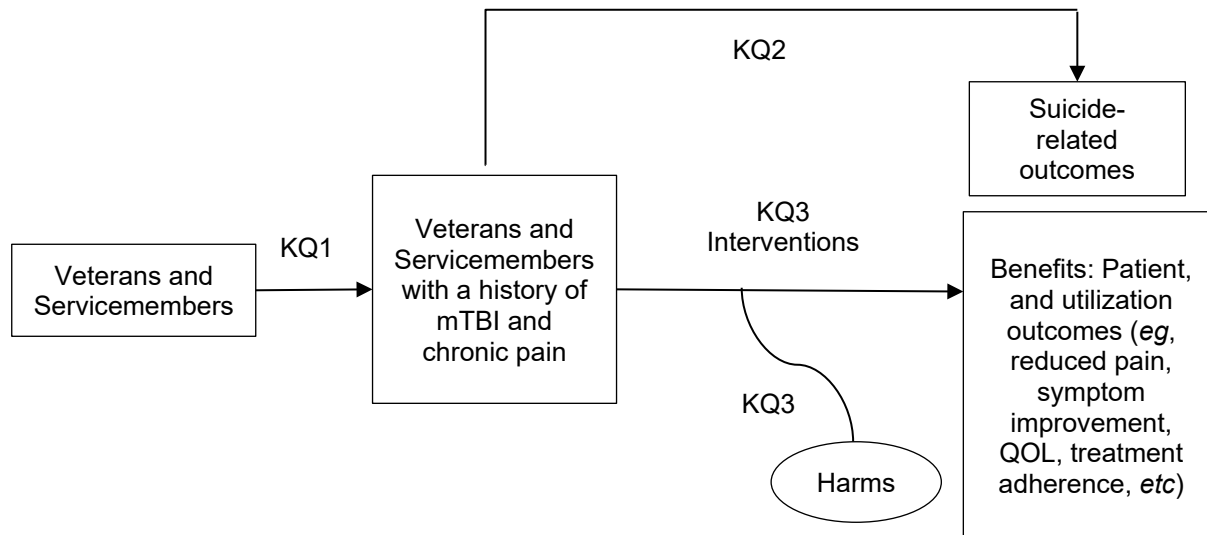 KQ2
Suicide-
related
outcomes
Veterans and
Servicemembers
KQ1
Veterans and
Servicemembers
with a history of
mTBI and
chronic pain
KQ3
Interventions
KQ3
Harms
Benefits: Patient,
and utilization
outcomes (eg,
reduced pain,
symptom
improvement,
QOL, treatment
adherence, etc)